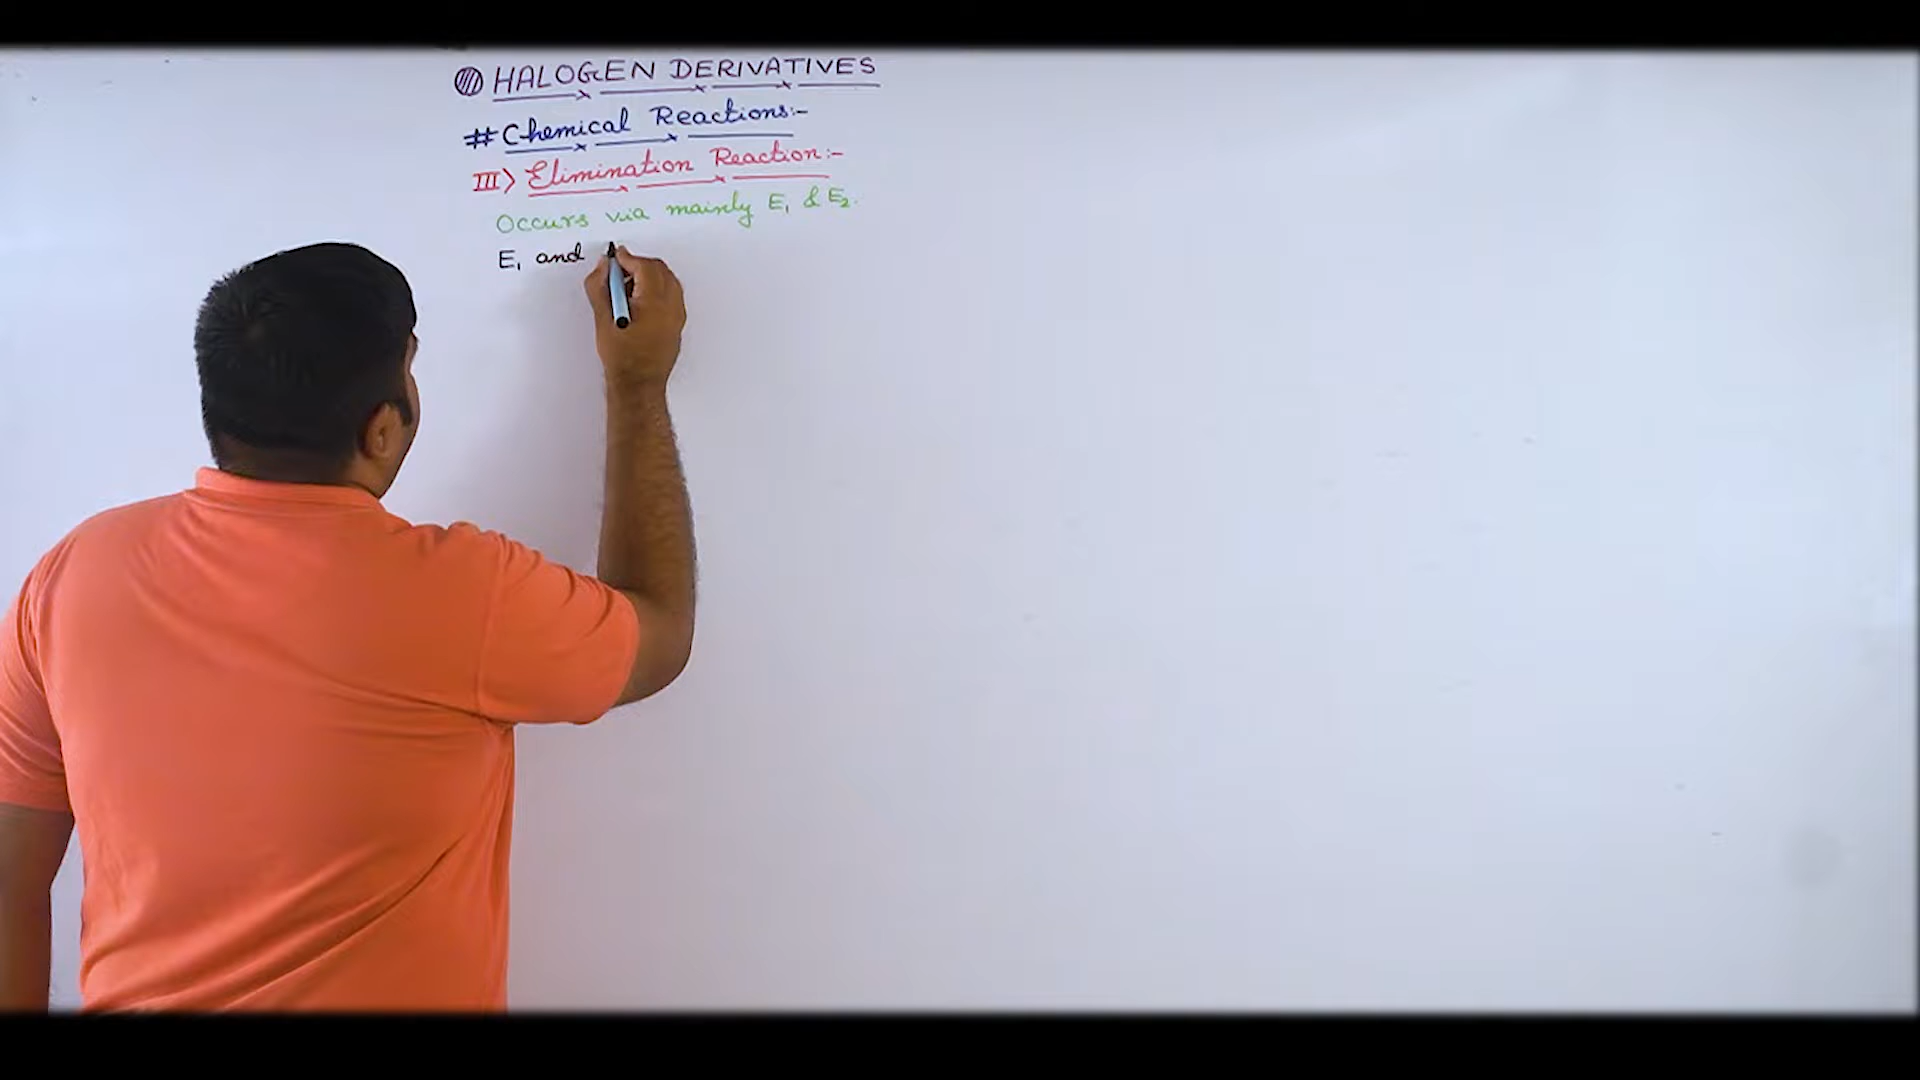 HALOGEN DERIVATIVES
# Chemical Reactions:-
III> Elimination Reaction:-
Occurs via mainly E₁ & E₂.
E₁ and